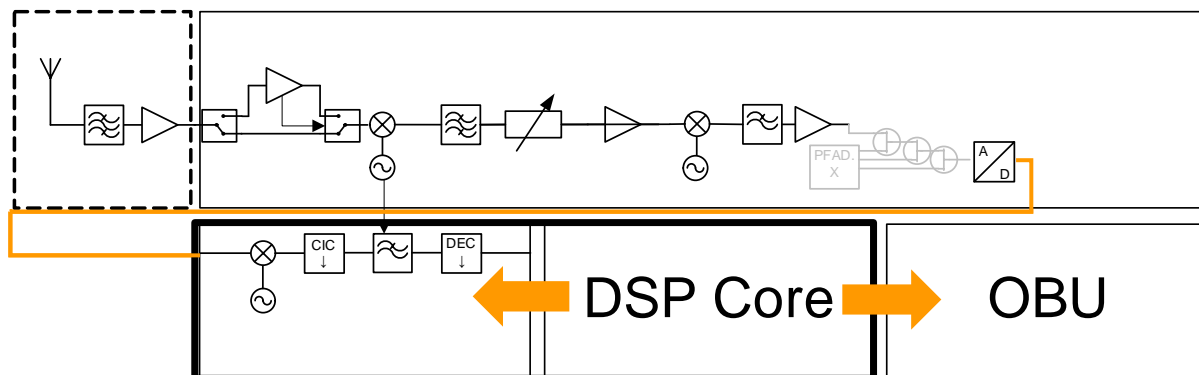 PFAD.
X
A
D
CIC
↓
DEC
↓
DSP Core
OBU